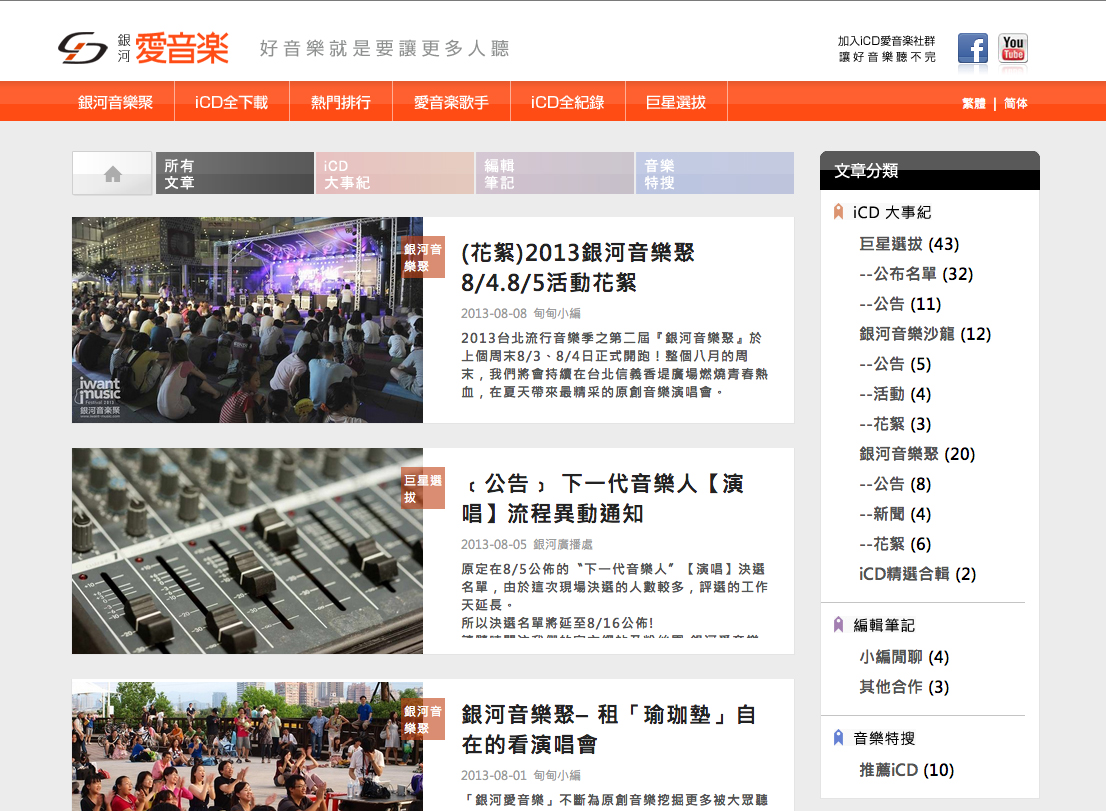 銀河
愛音楽
好音樂就是要讓更多人聽
加入iCD愛音楽社群
讓好音樂聽不完
You
Tube
銀河音樂聚
iCD全下載
熱門排行
愛音楽歌手
iCD全紀錄
巨星選拔
繁體 | 简体
所有
文章
iCD
大事紀
編輯
筆記
音樂
特搜
銀河音
樂聚
iwant
music
Festival 2013
銀河音楽聚
(花絮)2013銀河音樂聚
8/4.8/5活動花絮
2013-08-08 甸甸小編
2013台北流行音樂季之第二屆『銀河音樂聚』於
上個周末8/3、8/4日正式開跑！整個八月的周
末，我們將會持續在台北信義香堤廣場燃燒青春熱
血，在夏天帶來最精采的原創音樂演唱會。
巨星選
拔
﹝公告﹞ 下一代音樂人【演
唱】流程異動通知
2013-08-05 銀河廣播處
原定在8/5公佈的〝下一代音樂人〞【演唱】決選
名單，由於這次現場決選的人數較多，評選的工作
天延長。
所以決選名單將延至8/16公佈!
銀河音
樂聚
銀河音樂聚– 租「瑜珈墊」自
在的看演唱會
2013-08-01 甸甸小編
「銀河愛音樂」不斷為原創音樂挖掘更多被大眾聽
文章分類
iCD 大事紀
巨星選拔 (43)
--公布名單 (32)
--公告 (11)
銀河音樂沙龍 (12)
--公告 (5)
--活動 (4)
--花絮 (3)
銀河音樂聚 (20)
--公告 (8)
--新聞 (4)
--花絮 (6)
iCD精選合輯 (2)
編輯筆記
小編閒聊 (4)
其他合作 (3)
音樂特搜
推薦iCD (10)